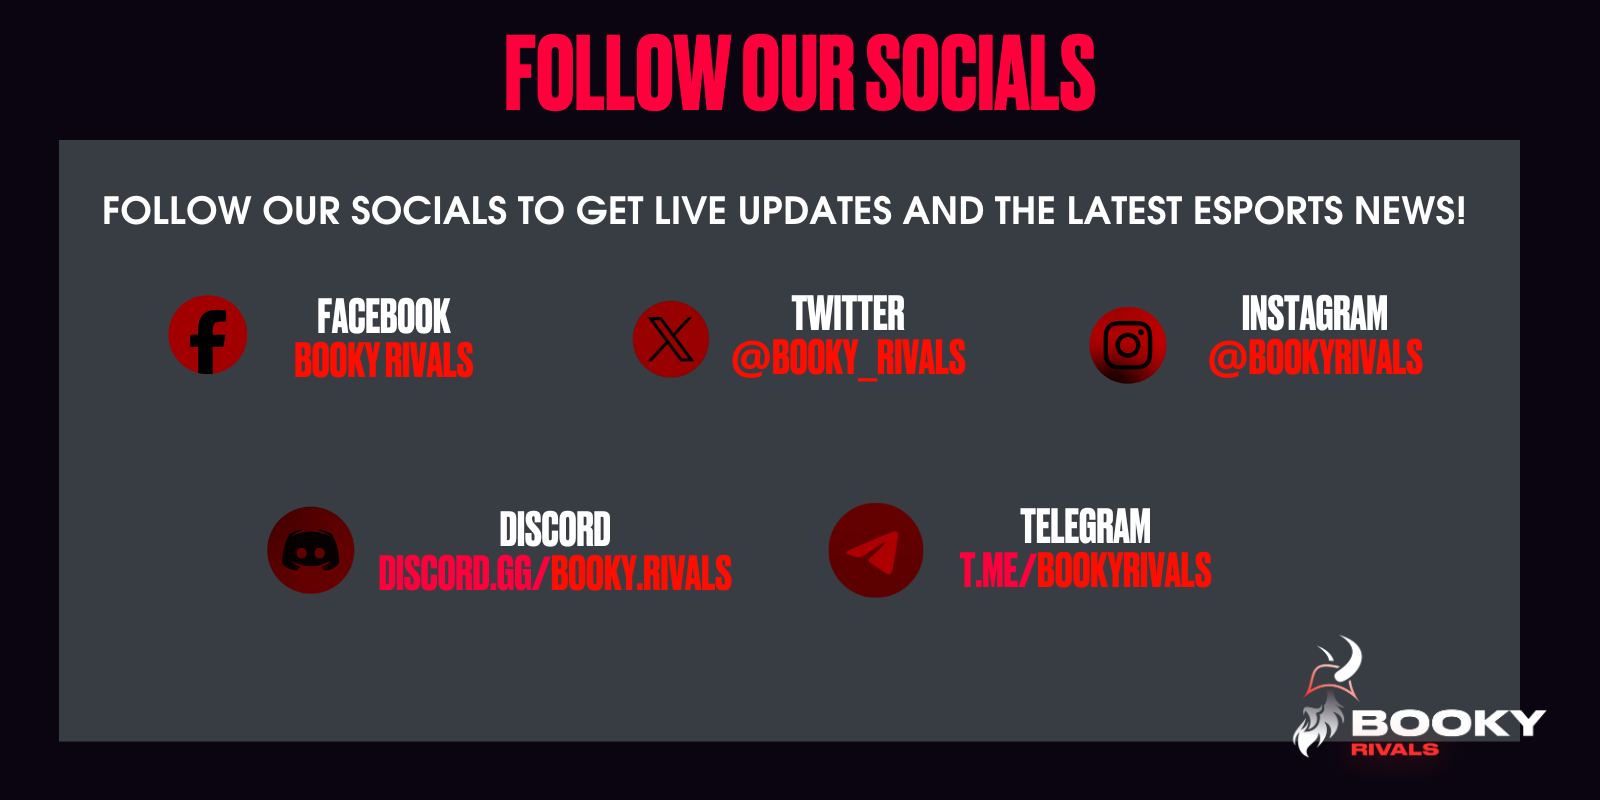 FOLLOW OUR SOCIALS
FOLLOW OUR SOCIALS TO GET LIVE UPDATES AND THE LATEST ESPORTS NEWS!
FACEBOOK
BOOKY RIVALS
TWITTER
@BOOKY_RIVALS
INSTAGRAM
@BOOKYRIVALS
DISCORD
DISCORD.GG/BOOKY.RIVALS
TELEGRAM
T.ME/BOOKYRIVALS
BOOKY
RIVALS